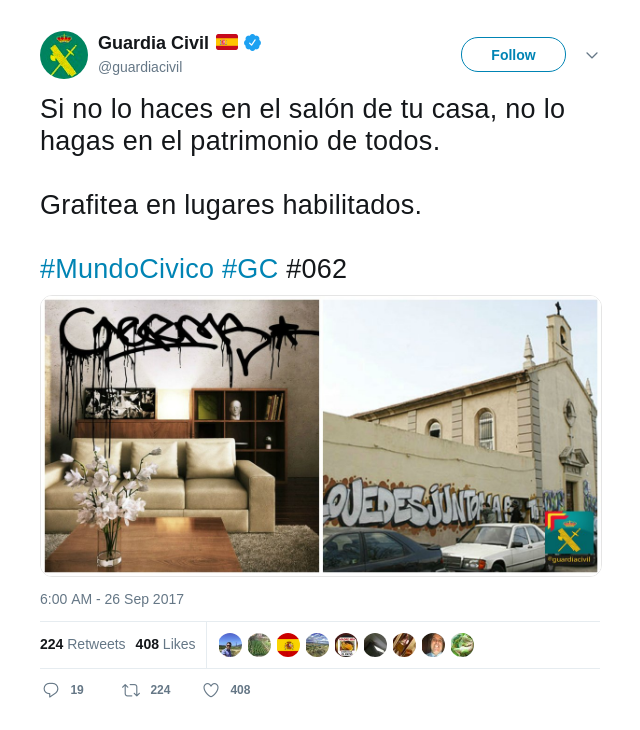 Guardia Civil
@guardiacivil
Follow
Si no lo haces en el salón de tu casa, no lo
hagas en el patrimonio de todos.
Grafitea en lugares habilitados.
#MundoCivico #GC #062
@guardiacivil
6:00 AM - 26 Sep 2017
224 Retweets 408 Likes
19 224 408